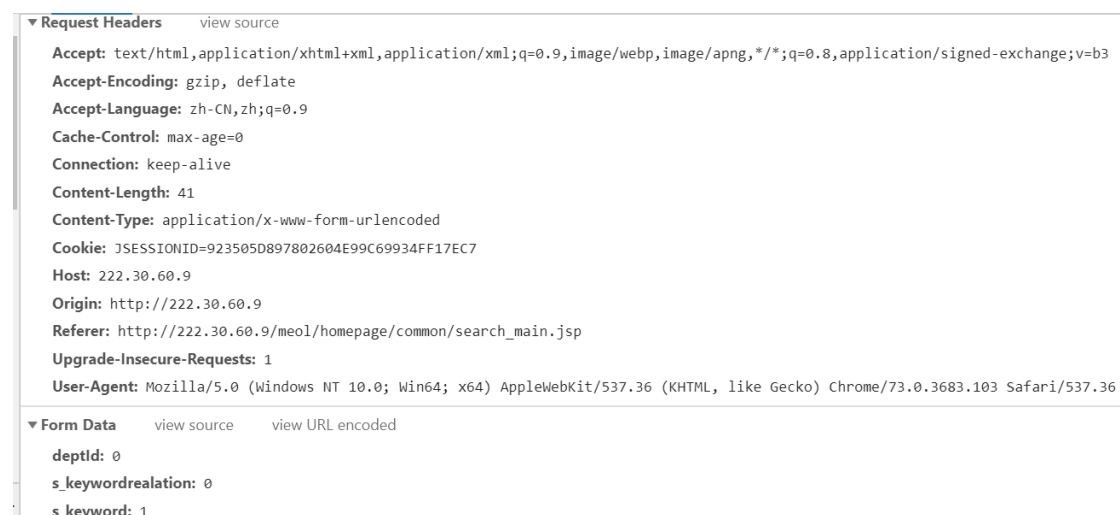 Request Headers view source
Accept: text/html,application/xhtml+xml,application/xml;q=0.9,image/webp,image/apng,*/*;q=0.8,application/signed-exchange;v=b3
Accept-Encoding: gzip, deflate
Accept-Language: zh-CN,zh;q=0.9
Cache-Control: max-age=0
Connection: keep-alive
Content-Length: 41
Content-Type: application/x-www-form-urlencoded
Cookie: JSESSIONID=923505D897802604E99C69934FF17EC7
Host: 222.30.60.9
Origin: http://222.30.60.9
Referer: http://222.30.60.9/meol/homepage/common/search_main.jsp
Upgrade-Insecure-Requests: 1
User-Agent: Mozilla/5.0 (Windows NT 10.0; Win64; x64) AppleWebKit/537.36 (KHTML, like Gecko) Chrome/73.0.3683.103 Safari/537.36
Form Data view source view URL encoded
deptId: 0
s_keywordrealation: 0
s_keyword: 1